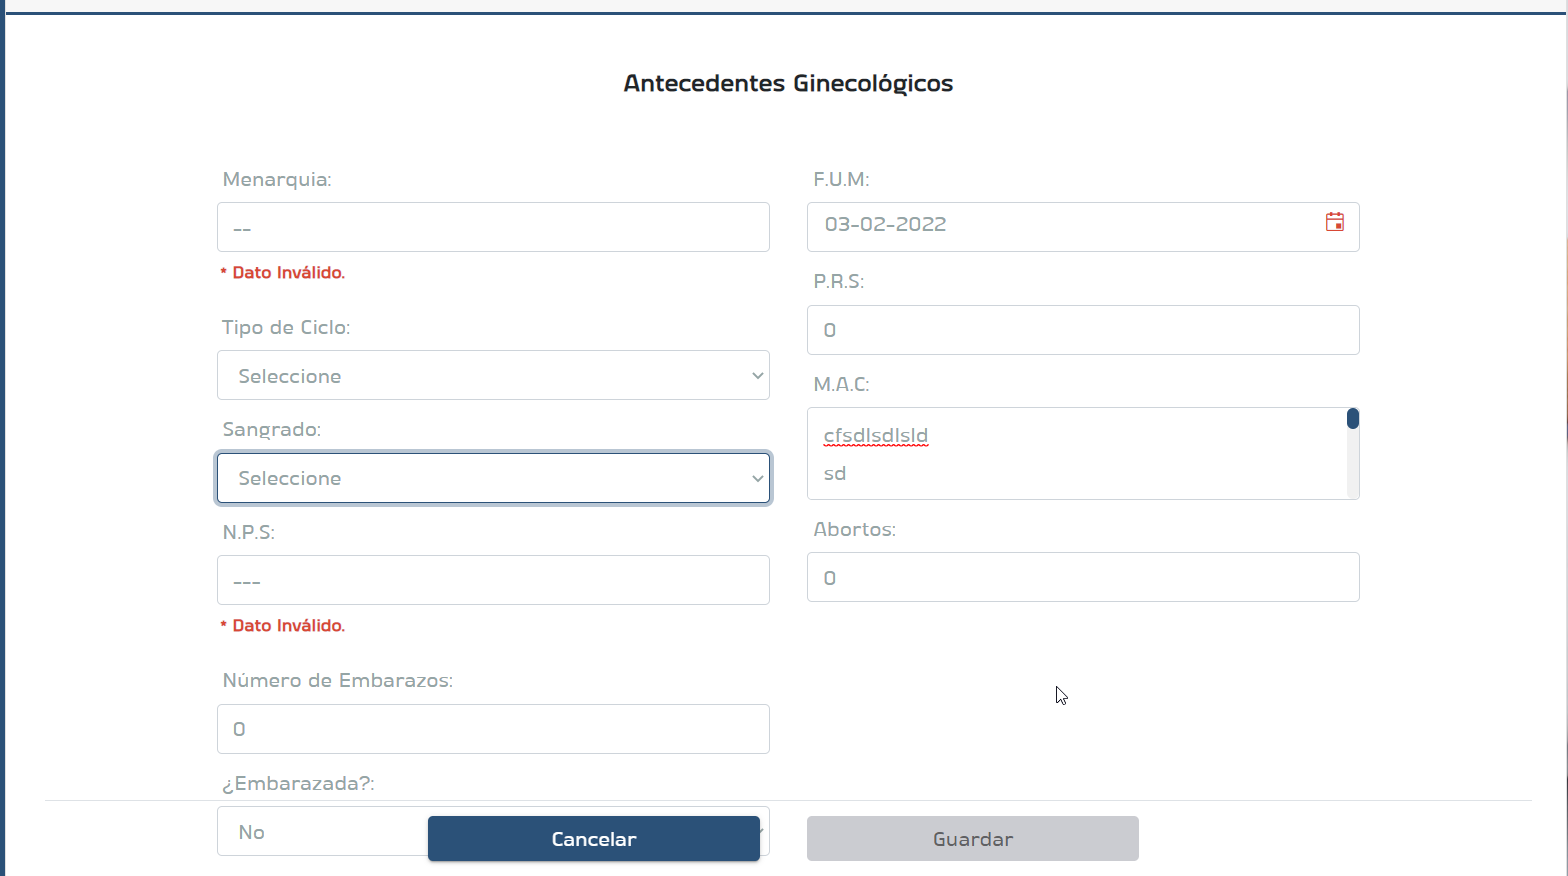 Antecedentes Ginecológicos
Menarquia:
--
* Dato Inválido.
Tipo de Ciclo:
Seleccione
Sangrado:
Seleccione
N.P.S:
---
* Dato Inválido.
Número de Embarazos:
0
¿Embarazada?:
No
F.U.M:
03-02-2022
P.R.S:
0
M.A.C:
cfsdlsdlsld
sd
Abortos:
0
Cancelar
Guardar